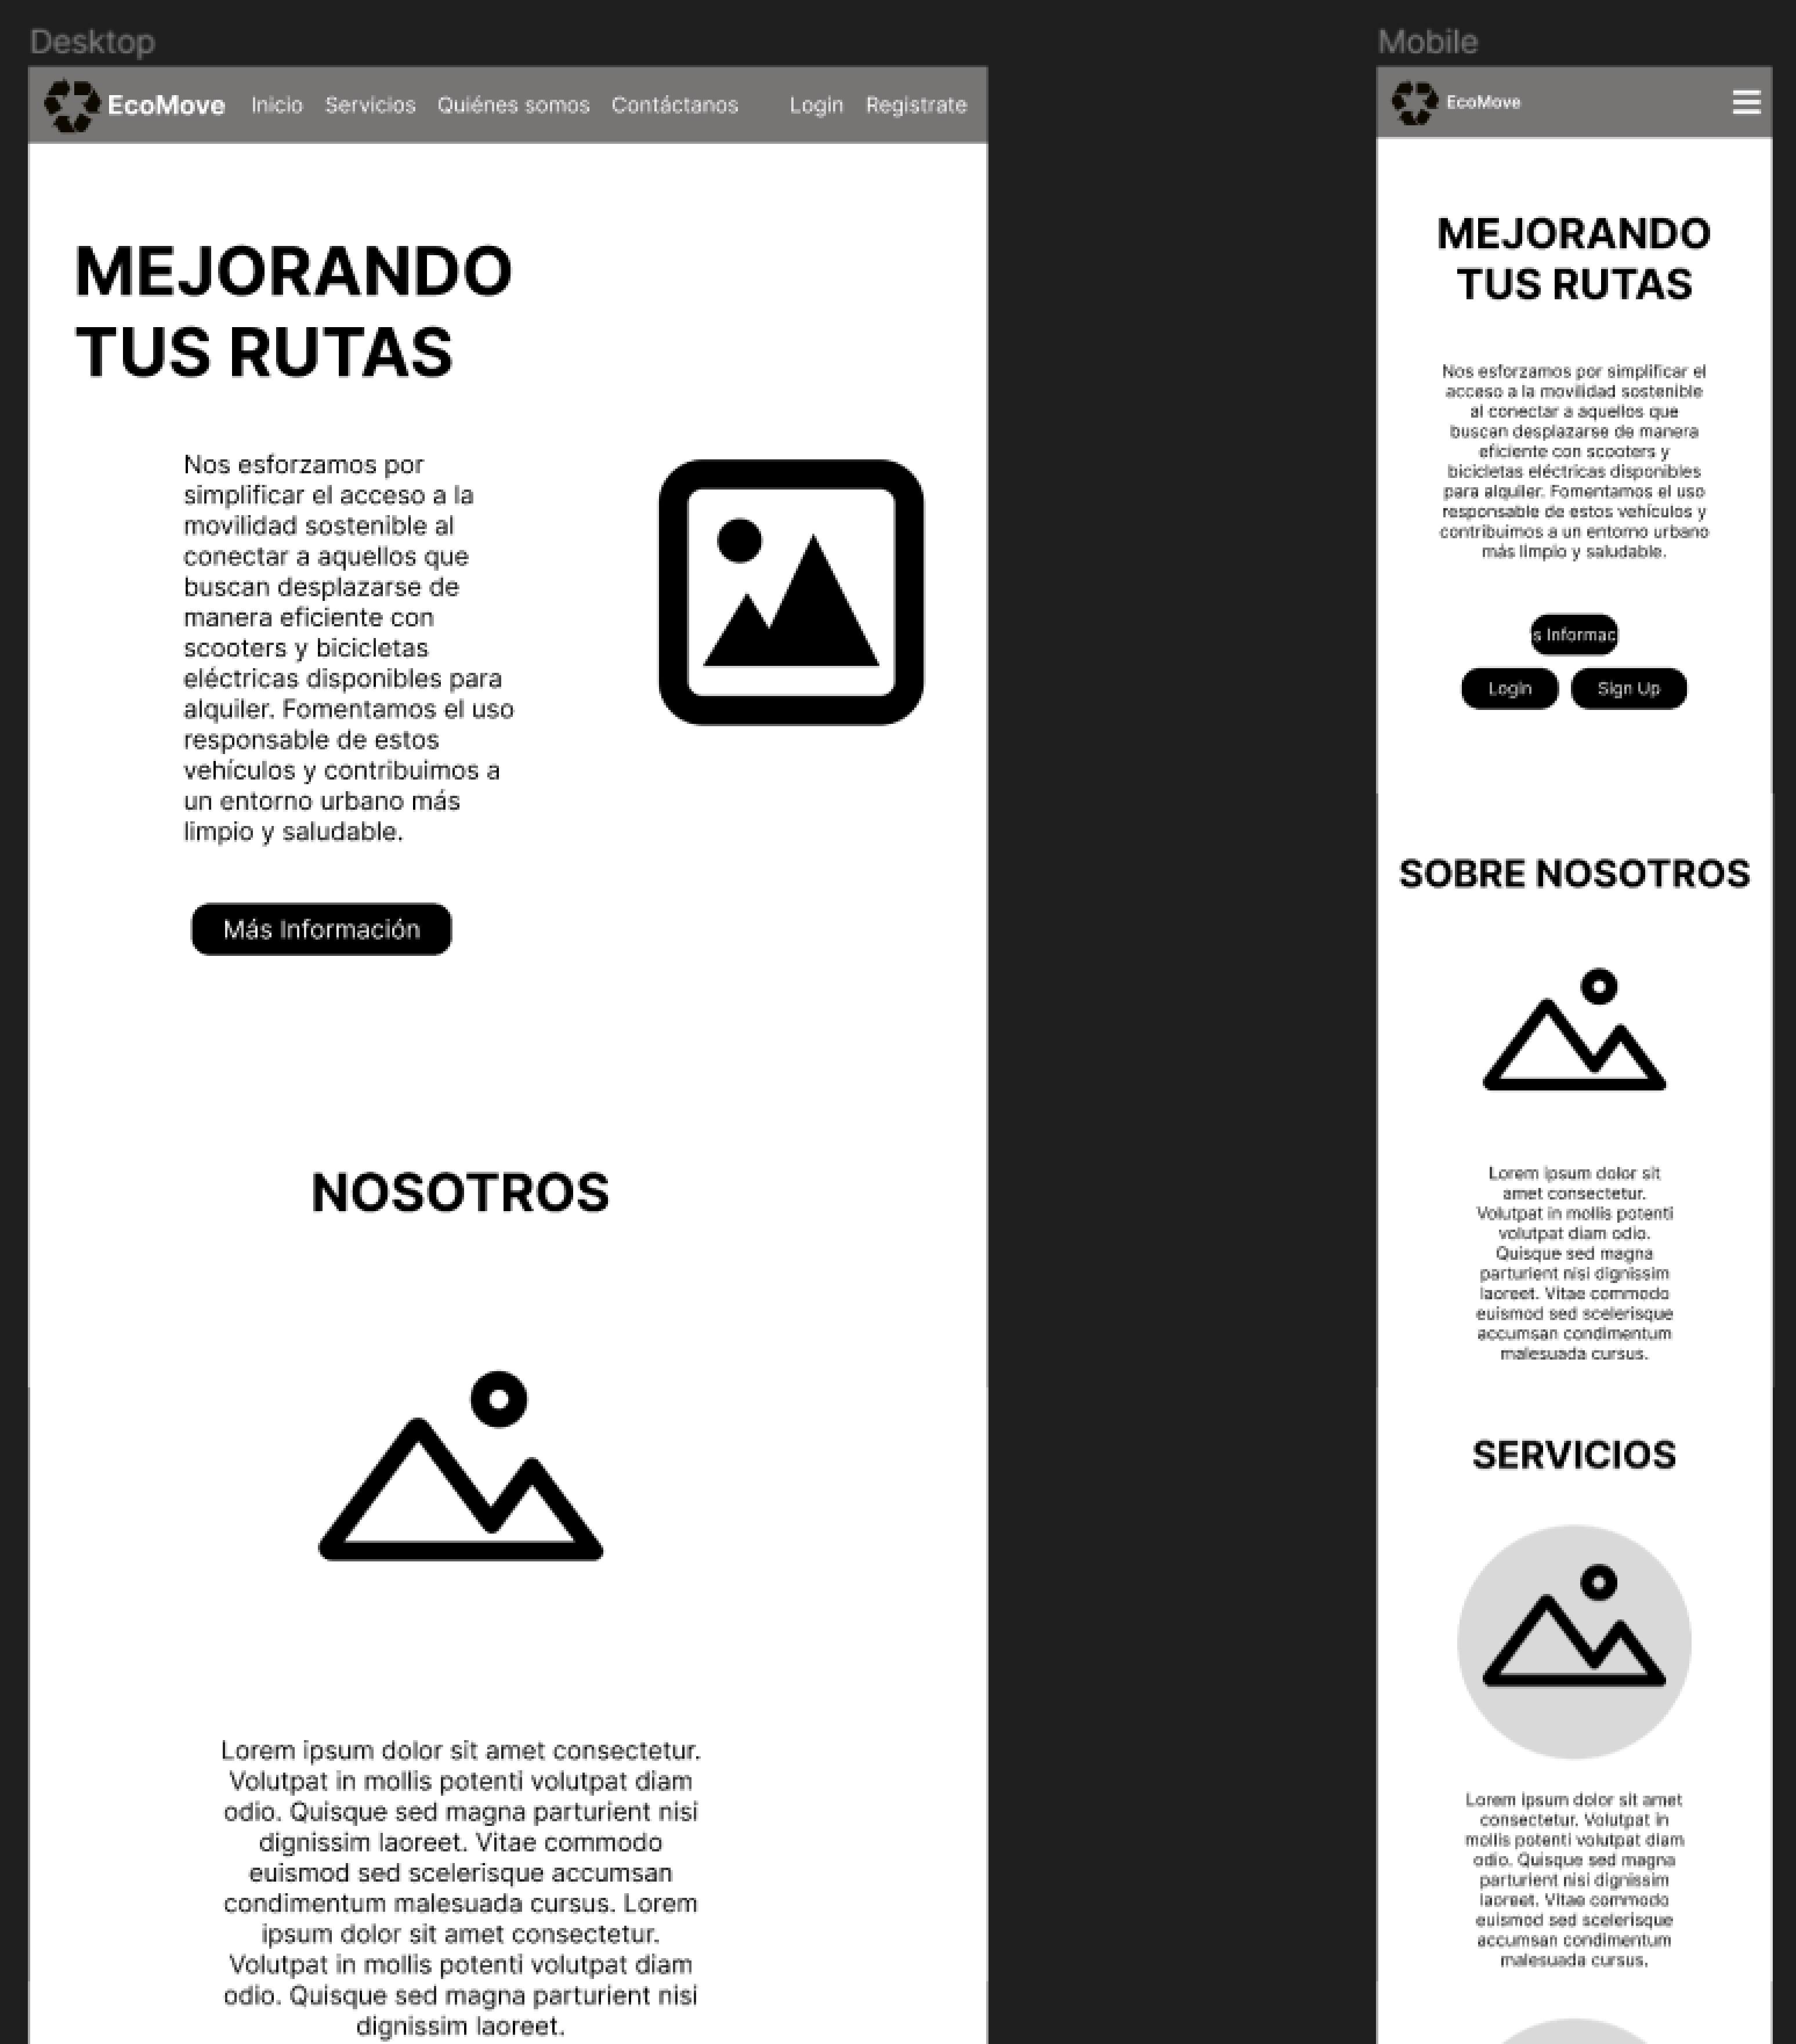 Desktop
EcoMove Inicio Servicios Quiénes somos Contáctanos Login Registrate
MEJORANDO
TUS RUTAS
Nos esforzamos por
simplificar el acceso a la
movilidad sostenible al
conectar a aquellos que
buscan desplazarse de
manera eficiente con
scooters y bicicletas
eléctricas disponibles para
alquiler. Fomentamos el uso
responsable de estos
vehículos y contribuimos a
un entorno urbano más
limpio y saludable.
Más Información
NOSOTROS
Lorem ipsum dolor sit amet consectetur.
Volutpat in mollis potenti volutpat diam
odio. Quisque sed magna parturient nisi
dignissim laoreet. Vitae commodo
euismod sed scelerisque accumsan
condimentum malesuada cursus. Lorem
ipsum dolor sit amet consectetur.
Volutpat in mollis potenti volutpat diam
odio. Quisque sed magna parturient nisi
dignissim laoreet.
Mobile
EcoMove
MEJORANDO
TUS RUTAS
Nos esforzamos por simplificar el
acceso a la movilidad sostenible
al conectar a aquellos que
buscan desplazarse de manera
eficiente con scooters y
bicicletas eléctricas disponibles
para alquiler. Fomentamos el uso
responsable de estos vehículos y
contribuimos a un entorno urbano
más limpio y saludable.
s Informac
Login Sign Up
SOBRE NOSOTROS
Lorem ipsum dolor sit
amet consectetur.
Volutpat in mollis potenti
volutpat diam odio.
Quisque sed magna
parturient nisi dignissim
laoreet. Vitae commodo
euismod sed scelerisque
accumsan condimentum
malesuada cursus.
SERVICIOS
Lorem ipsum dolor sit amet
consectetur. Volutpat in
mollis potenti volutpat diam
odio. Quisque sed magna
parturient nisi dignissim
laoreet. Vitae commodo
euismod sed scelerisque
accumsan condimentum
malesuada cursus.